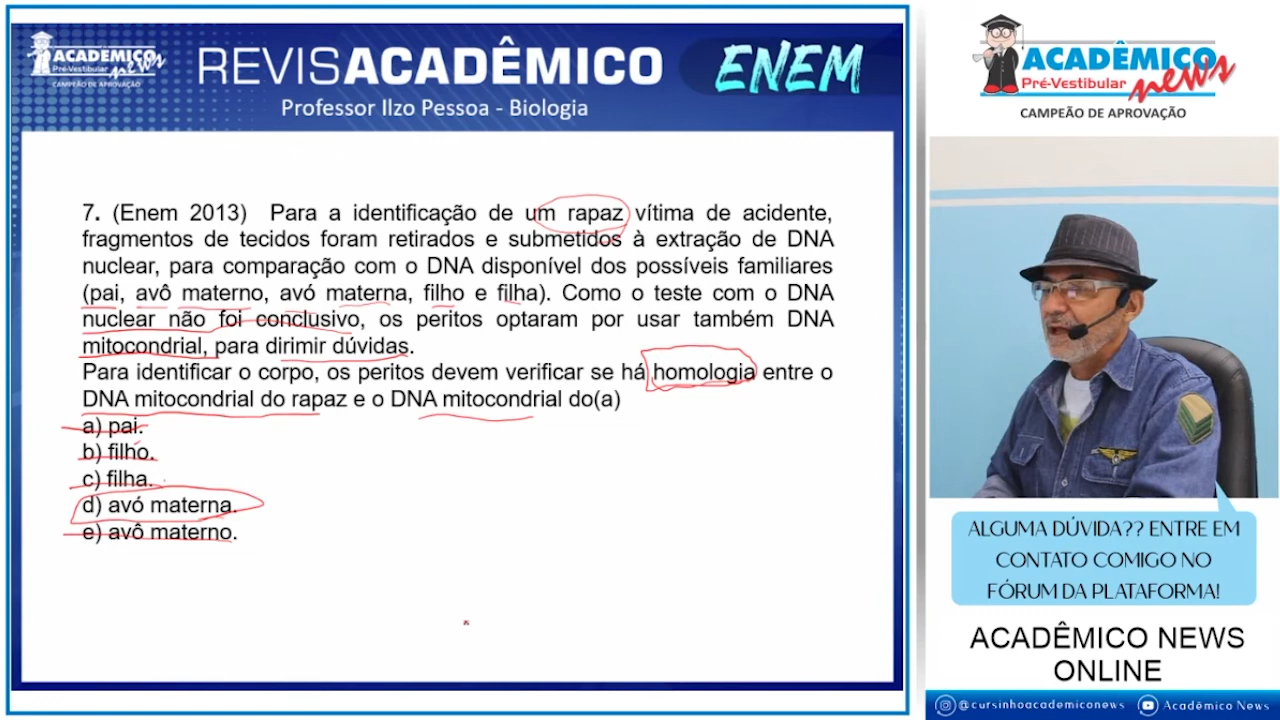 ACADÊMICO
Pré-Vestibular news
CAMPEÃO DE APROVAÇÃO
REVISACADÊMICO
ENEM
Professor Ilzo Pessoa - Biologia
7. (Enem 2013) Para a identificação de um rapaz vítima de acidente,
fragmentos de tecidos foram retirados e submetidos à extração de DNA
nuclear, para comparação com o DNA disponível dos possíveis familiares
(pai, avô materno, avó materna, filho e filha). Como o teste com o DNA
nuclear não foi conclusivo, os peritos optaram por usar também DNA
mitocondrial, para dirimir dúvidas.
Para identificar o corpo, os peritos devem verificar se há homologia entre o
DNA mitocondrial do rapaz e o DNA mitocondrial do(a)
a) pai.
b) filho.
c) filha.
d) avó materna.
e) avô materno.
ACADÊMICO
Pré-Vestibular news
CAMPEÃO DE APROVAÇÃO
ALGUMA DÚVIDA?? ENTRE EM
CONTATO COMIGO NO
FÓRUM DA PLATAFORMA!
ACADÊMICO NEWS
ONLINE
@cursinhoacademiconews Acadêmico News